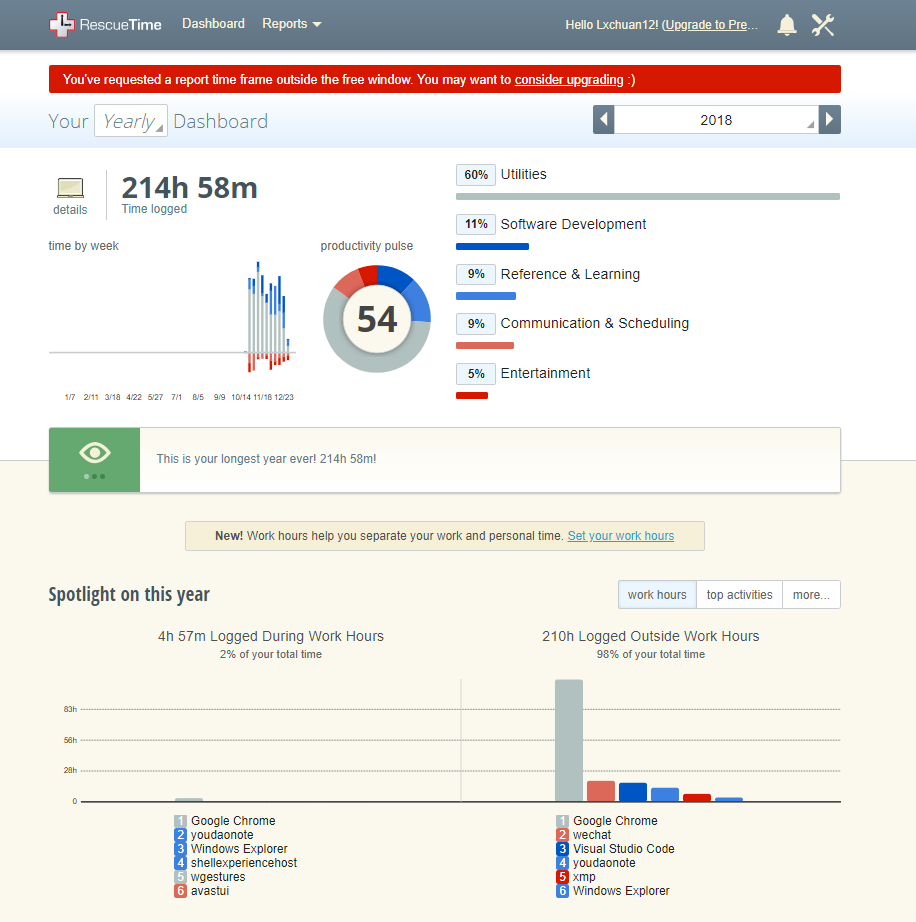 RescueTime Dashboard Reports Hello Lxchuan12! (Upgrade to Pre...
You've requested a report time frame outside the free window. You may want to consider upgrading :)
Your Yearly Dashboard 2018
details
214h 58m
Time logged
time by week
productivity pulse
54
1/7 2/11 3/18 4/22 5/27 7/1 8/5 9/9 10/14 11/18 12/23
60% Utilities
11% Software Development
9% Reference & Learning
9% Communication & Scheduling
5% Entertainment
This is your longest year ever! 214h 58m!
New! Work hours help you separate your work and personal time. Set your work hours
Spotlight on this year
work hours top activities more...
4h 57m Logged During Work Hours
2% of your total time
210h Logged Outside Work Hours
98% of your total time
83h
56h
28h
0
1 Google Chrome
2 youdaonote
3 Windows Explorer
4 shellexperiencehost
5 wgestures
6 avastui
1 Google Chrome
2 wechat
3 Visual Studio Code
4 youdaonote
5 xmp
6 Windows Explorer